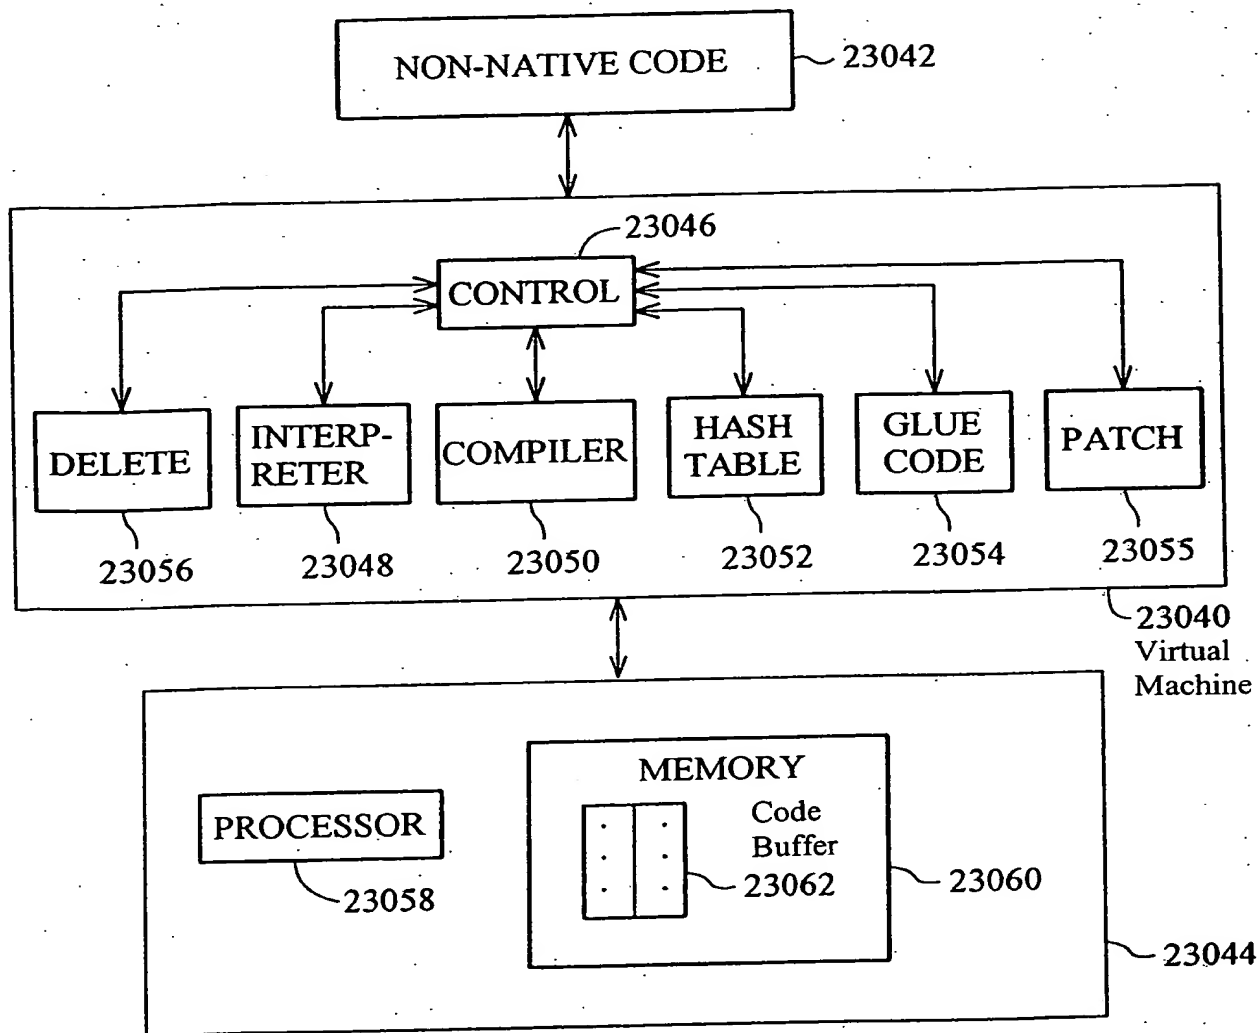 NON-NATIVE CODE
23042
23046
CONTROL
DELETE
INTERP-
RETER
COMPILER
HASH
TABLE
GLUE
CODE
PATCH
23056
23048
23050
23052
23054
23055
23040
Virtual
Machine
MEMORY
PROCESSOR
Code
Buffer
23062
23060
23058
23044